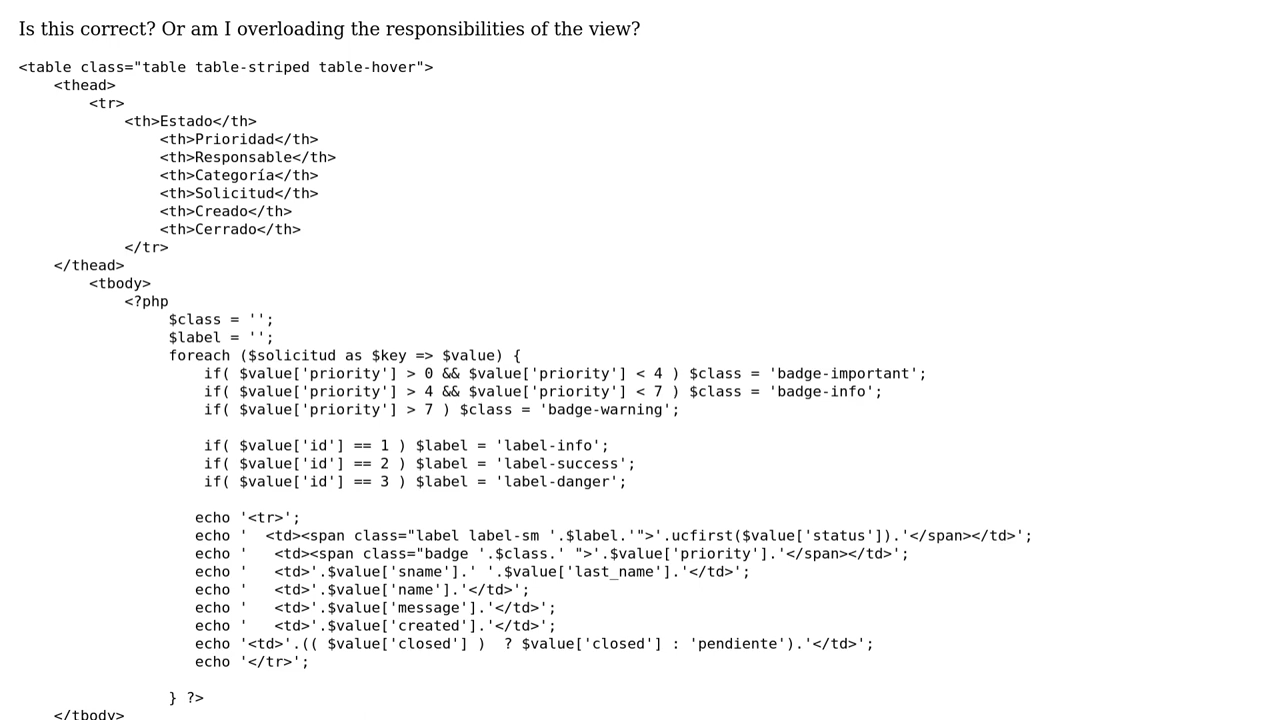 Is this correct? Or am I overloading the responsibilities of the view?
<table class="table table-striped table-hover">
    <thead>
        <tr>
            <th>Estado</th>
                <th>Prioridad</th>
                <th>Responsable</th>
                <th>Categoría</th>
                <th>Solicitud</th>
                <th>Creado</th>
                <th>Cerrado</th>
            </tr>
    </thead>
        <tbody>
            <?php
                 $class = '';
                 $label = '';
                 foreach ($solicitud as $key => $value) {
                     if( $value['priority'] > 0 && $value['priority'] < 4 ) $class = 'badge-important';
                     if( $value['priority'] > 4 && $value['priority'] < 7 ) $class = 'badge-info';
                     if( $value['priority'] > 7 ) $class = 'badge-warning';

                     if( $value['id'] == 1 ) $label = 'label-info';
                     if( $value['id'] == 2 ) $label = 'label-success';
                     if( $value['id'] == 3 ) $label = 'label-danger';

                    echo '<tr>';
                    echo '  <td><span class="label label-sm '.$label.'">'.ucfirst($value['status']).'</span></td>';
                    echo '   <td><span class="badge '.$class.' ">'.$value['priority'].'</span></td>';
                    echo '   <td>'.$value['sname'].' '.$value['last_name'].'</td>';
                    echo '   <td>'.$value['name'].'</td>';
                    echo '   <td>'.$value['message'].'</td>';
                    echo '   <td>'.$value['created'].'</td>';
                    echo '<td>'.(( $value['closed'] )  ? $value['closed'] : 'pendiente').'</td>';
                    echo '</tr>';

                 } ?>
    </tbody>